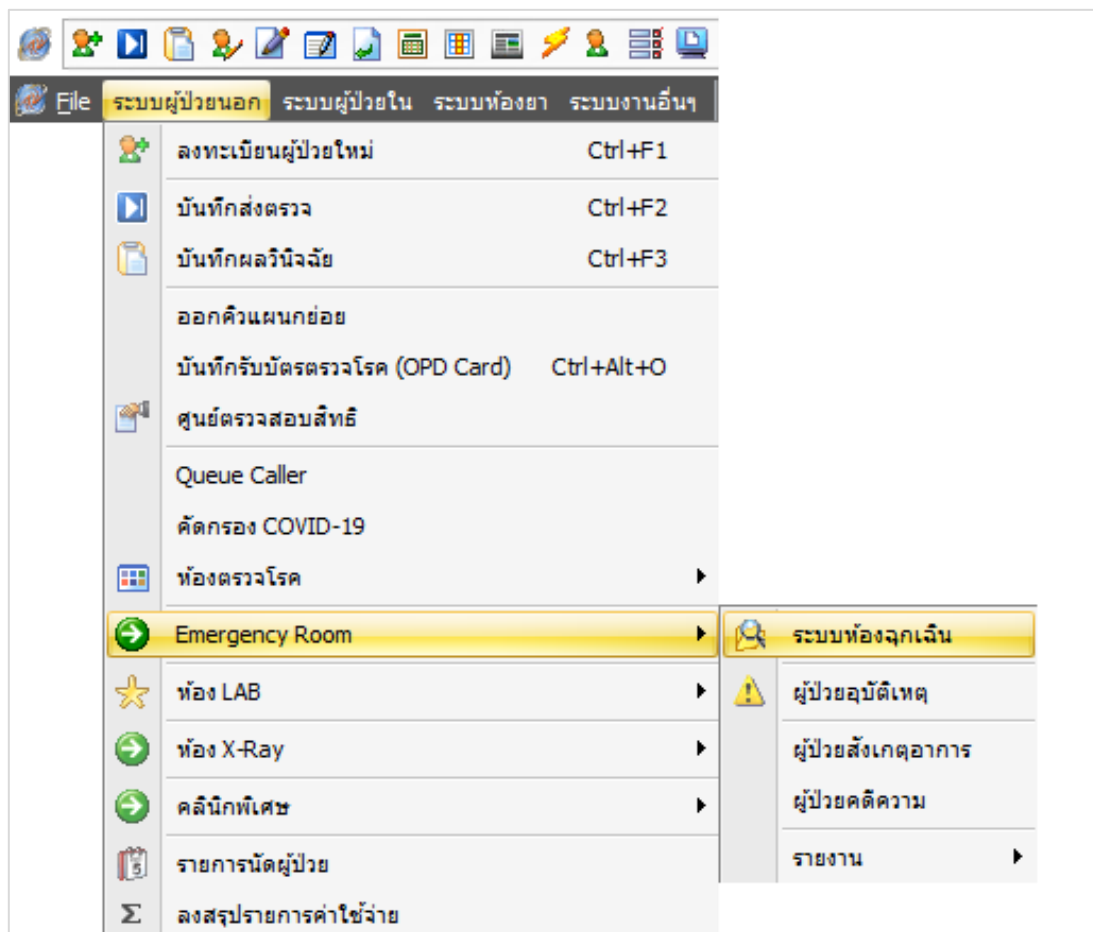 File ระบบผู้ป่วยนอก ระบบผู้ป่วยใน ระบบห้องยา ระบบงานอื่นๆ
ลงทะเบียนผู้ป่วยใหม่ Ctrl+F1
บันทึกส่งตรวจ Ctrl+F2
บันทึกผลวินิจฉัย Ctrl+F3
ออกคิวแผนกย่อย
บันทึกรับบัตรตรวจโรค (OPD Card) Ctrl+Alt+O
ศูนย์ตรวจสอบสิทธิ
Queue Caller
คัดกรอง COVID-19
ห้องตรวจโรค
Emergency Room ระบบห้องฉุกเฉิน
ห้อง LAB ผู้ป่วยอุบัติเหตุ
ห้อง X-Ray ผู้ป่วยสังเกตุอาการ
คลินิกพิเศษ ผู้ป่วยคดีความ
รายการนัดผู้ป่วย รายงาน
ลงสรุปรายการค่าใช้จ่าย